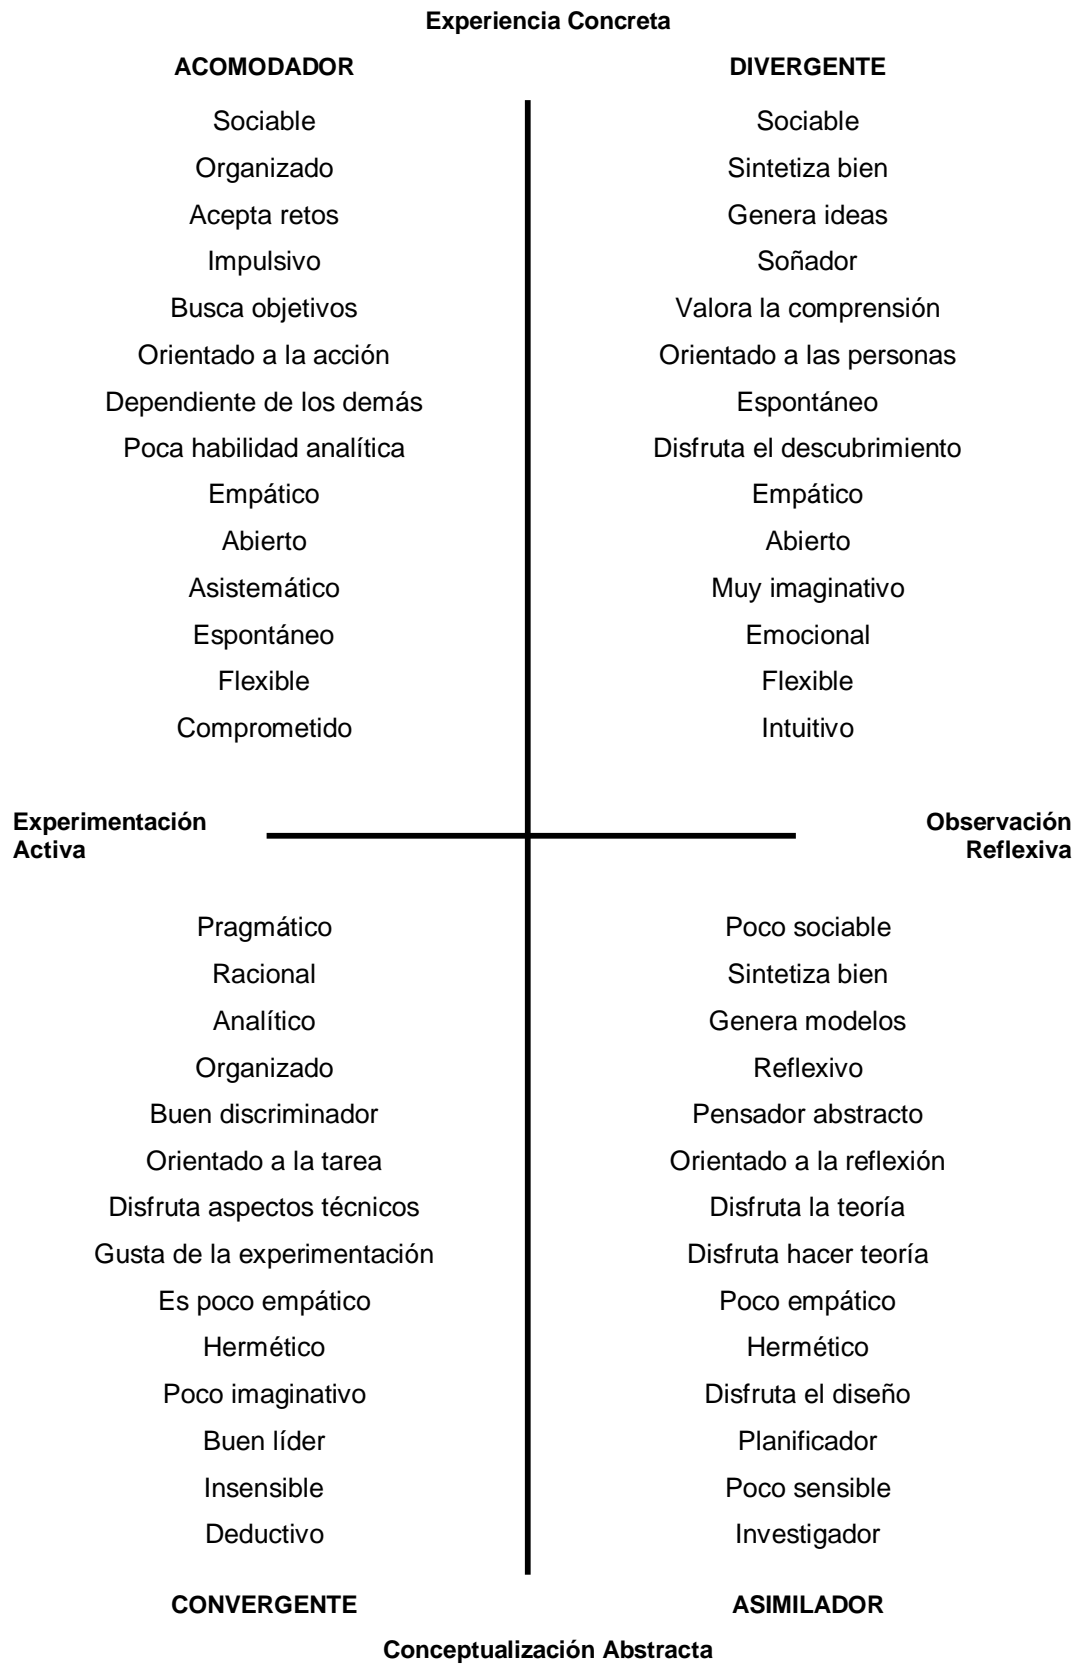 Experiencia Concreta
ACOMODADOR
Sociable
Organizado
Acepta retos
Impulsivo
Busca objetivos
Orientado a la acción
Dependiente de los demás
Poca habilidad analítica
Empático
Abierto
Asistemático
Espontáneo
Flexible
Comprometido
DIVERGENTE
Sociable
Sintetiza bien
Genera ideas
Soñador
Valora la comprensión
Orientado a las personas
Espontáneo
Disfruta el descubrimiento
Empático
Abierto
Muy imaginativo
Emocional
Flexible
Intuitivo
Experimentación
Activa
Observación
Reflexiva
Pragmático
Racional
Analítico
Organizado
Buen discriminador
Orientado a la tarea
Disfruta aspectos técnicos
Gusta de la experimentación
Es poco empático
Hermético
Poco imaginativo
Buen líder
Insensible
Deductivo
CONVERGENTE
Poco sociable
Sintetiza bien
Genera modelos
Reflexivo
Pensador abstracto
Orientado a la reflexión
Disfruta la teoría
Disfruta hacer teoría
Poco empático
Hermético
Disfruta el diseño
Planificador
Poco sensible
Investigador
ASIMILADOR
Conceptualización Abstracta